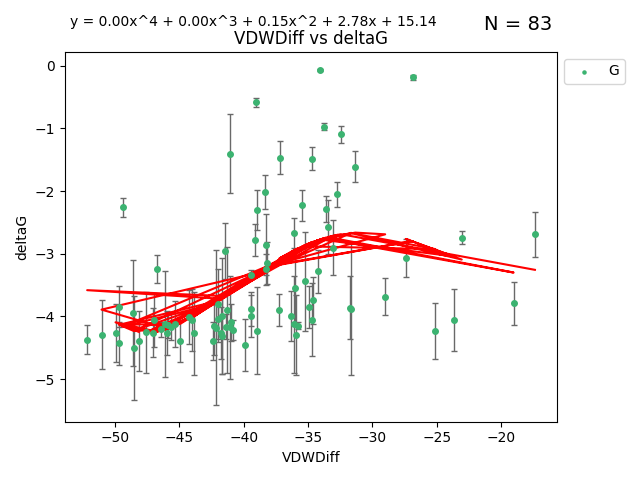 y = 0.00x^4 + 0.00x^3 + 0.15x^2 + 2.78x + 15.14
N = 83
VDWDiff vs deltaG
G
0
−1
−2
−3
−4
−5
deltaG
−50 −45 −40 −35 −30 −25 −20
VDWDiff